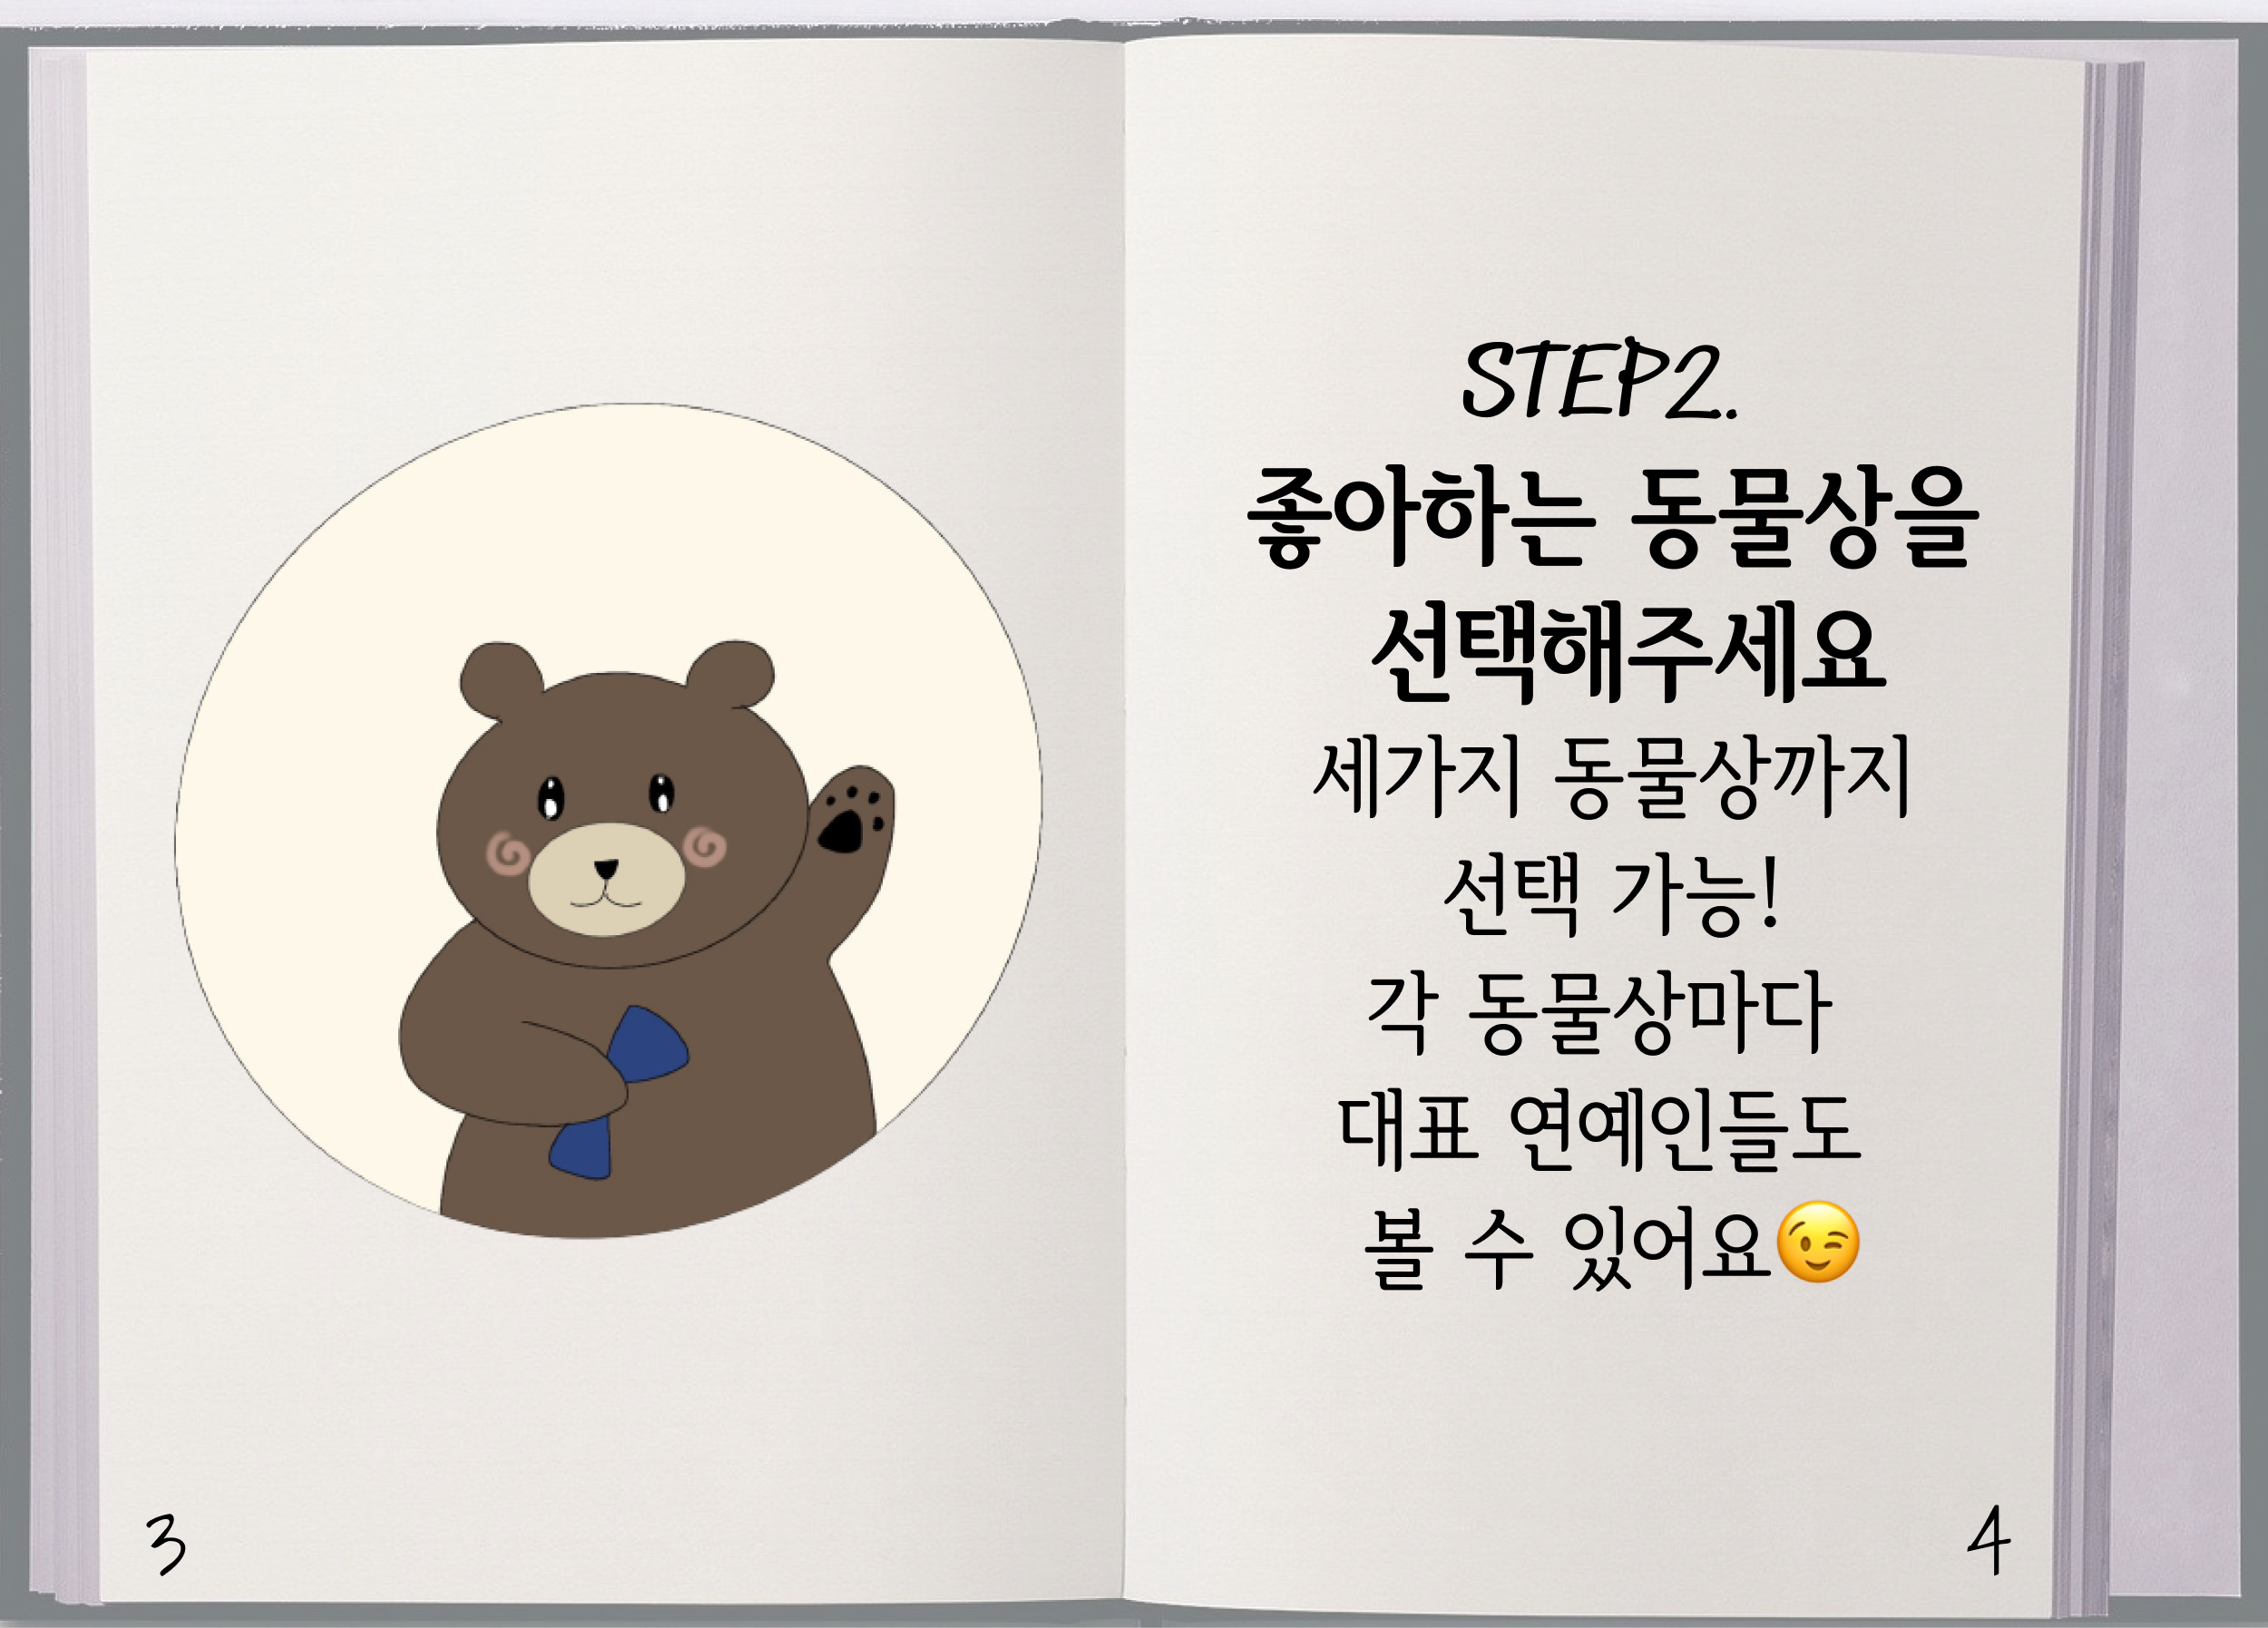 STEP2.
좋아하는 동물상을
선택해주세요
세가지 동물상까지
선택 가능!
각 동물상마다
대표 연예인들도
볼 수 있어요😉
3
4